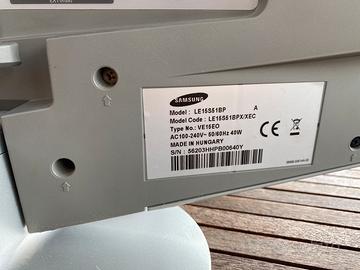 SAMSUNG
Model : LE15S51BP A
Model Code : LE15S51BPX/XEC
Type No : VE15EO
AC100-240V~ 50/60Hz 40W
MADE IN HUNGARY
S/N : 56203HHPB00640Y
CE